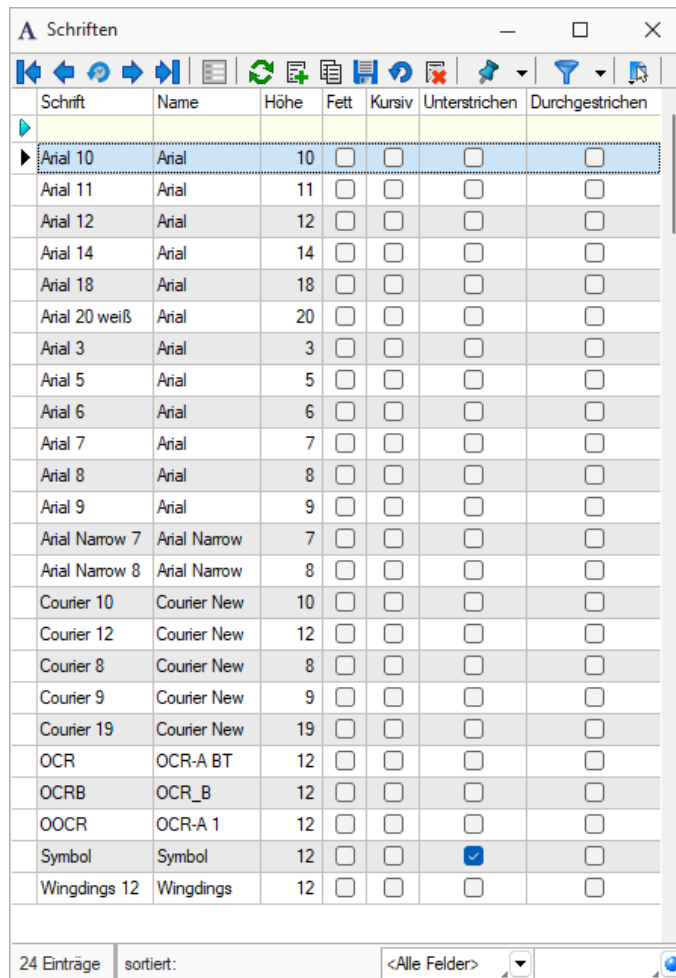 A Schriften
Schrift Name Höhe Fett Kursiv Unterstrichen Durchgestrichen
Arial 10 Arial 10
Arial 11 Arial 11
Arial 12 Arial 12
Arial 14 Arial 14
Arial 18 Arial 18
Arial 20 weiß Arial 20
Arial 3 Arial 3
Arial 5 Arial 5
Arial 6 Arial 6
Arial 7 Arial 7
Arial 8 Arial 8
Arial 9 Arial 9
Arial Narrow 7 Arial Narrow 7
Arial Narrow 8 Arial Narrow 8
Courier 10 Courier New 10
Courier 12 Courier New 12
Courier 8 Courier New 8
Courier 9 Courier New 9
Courier 19 Courier New 19
OCR OCR-A BT 12
OCRB OCR_B 12
OOCR OCR-A 1 12
Symbol Symbol 12
Wingdings 12 Wingdings 12
24 Einträge sortiert: <Alle Felder>